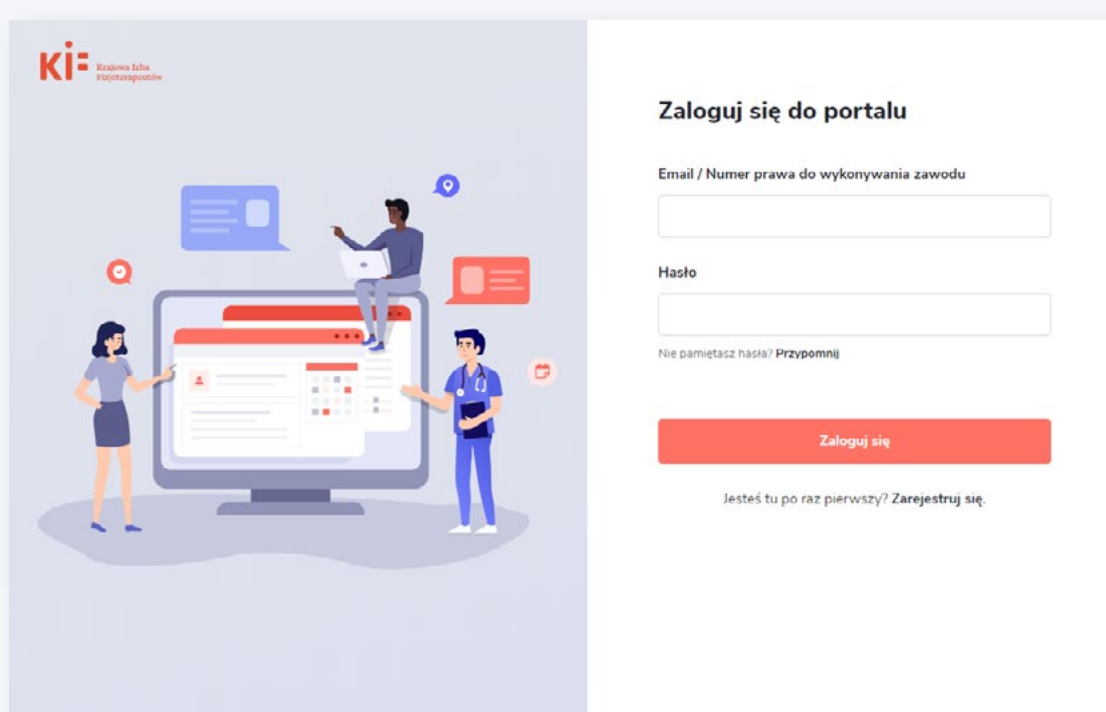 KiF
Krajowa Izba
Fizjoterapeutów
Zaloguj się do portalu
Email / Numer prawa do wykonywania zawodu
Hasło
Nie pamiętasz hasła? Przypomnij
Zaloguj się
Jesteś tu po raz pierwszy? Zarejestruj się.